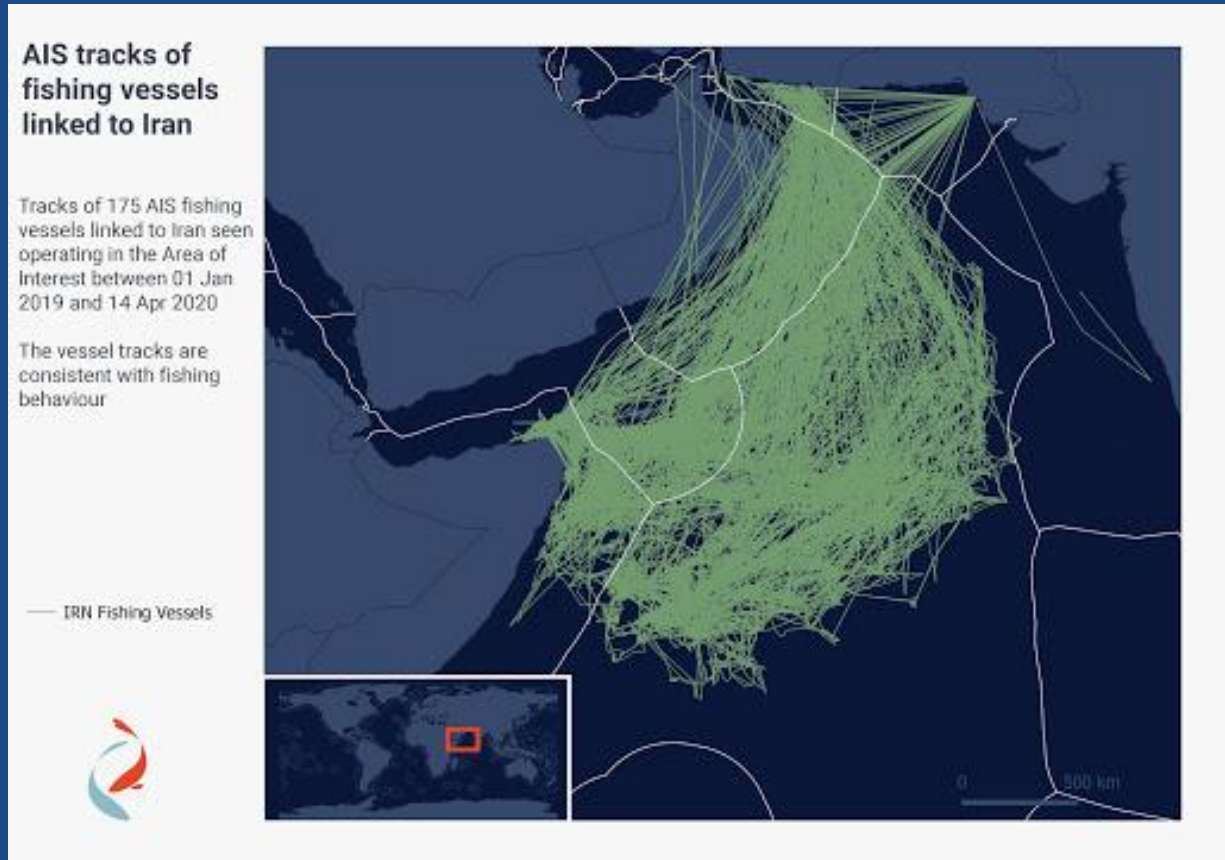 AIS tracks of
fishing vessels
linked to Iran
Tracks of 175 AIS fishing
vessels linked to Iran seen
operating in the Area of
Interest between 01 Jan
2019 and 14 Apr 2020
The vessel tracks are
consistent with fishing
behaviour
IRN Fishing Vessels
0 500 km